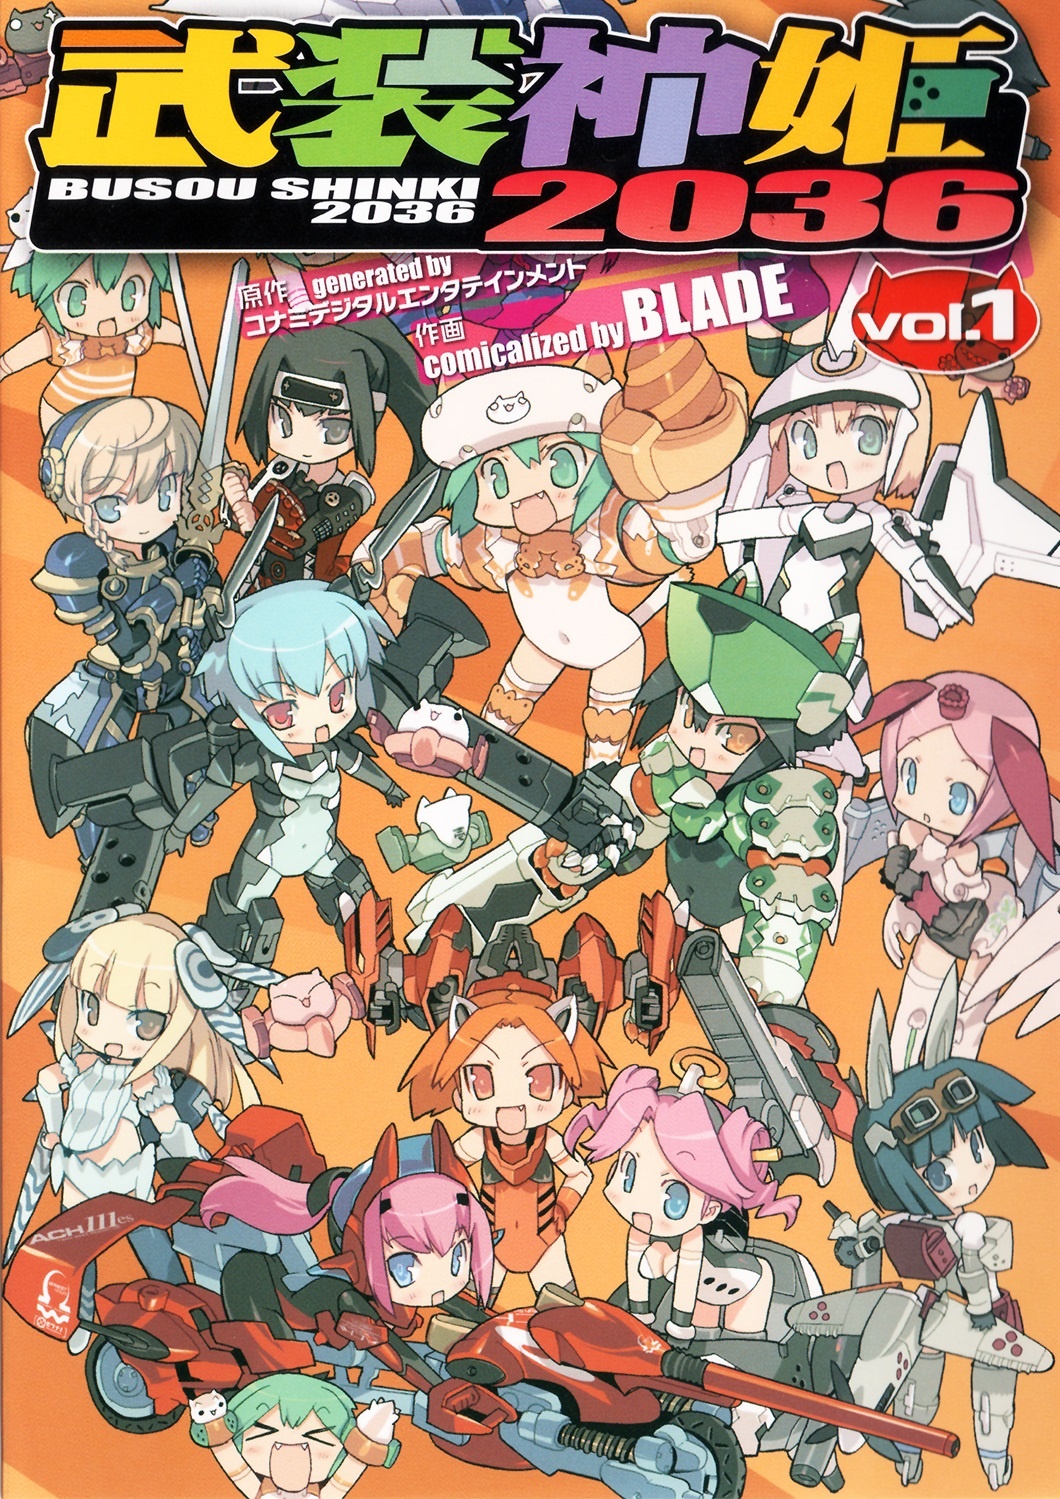 武装神姫
BUSOU SHINKI
2036
2036
原作 generated by
コナミデジタルエンタテインメント
作画
comicalized by BLADE
vol.1
ACH111es